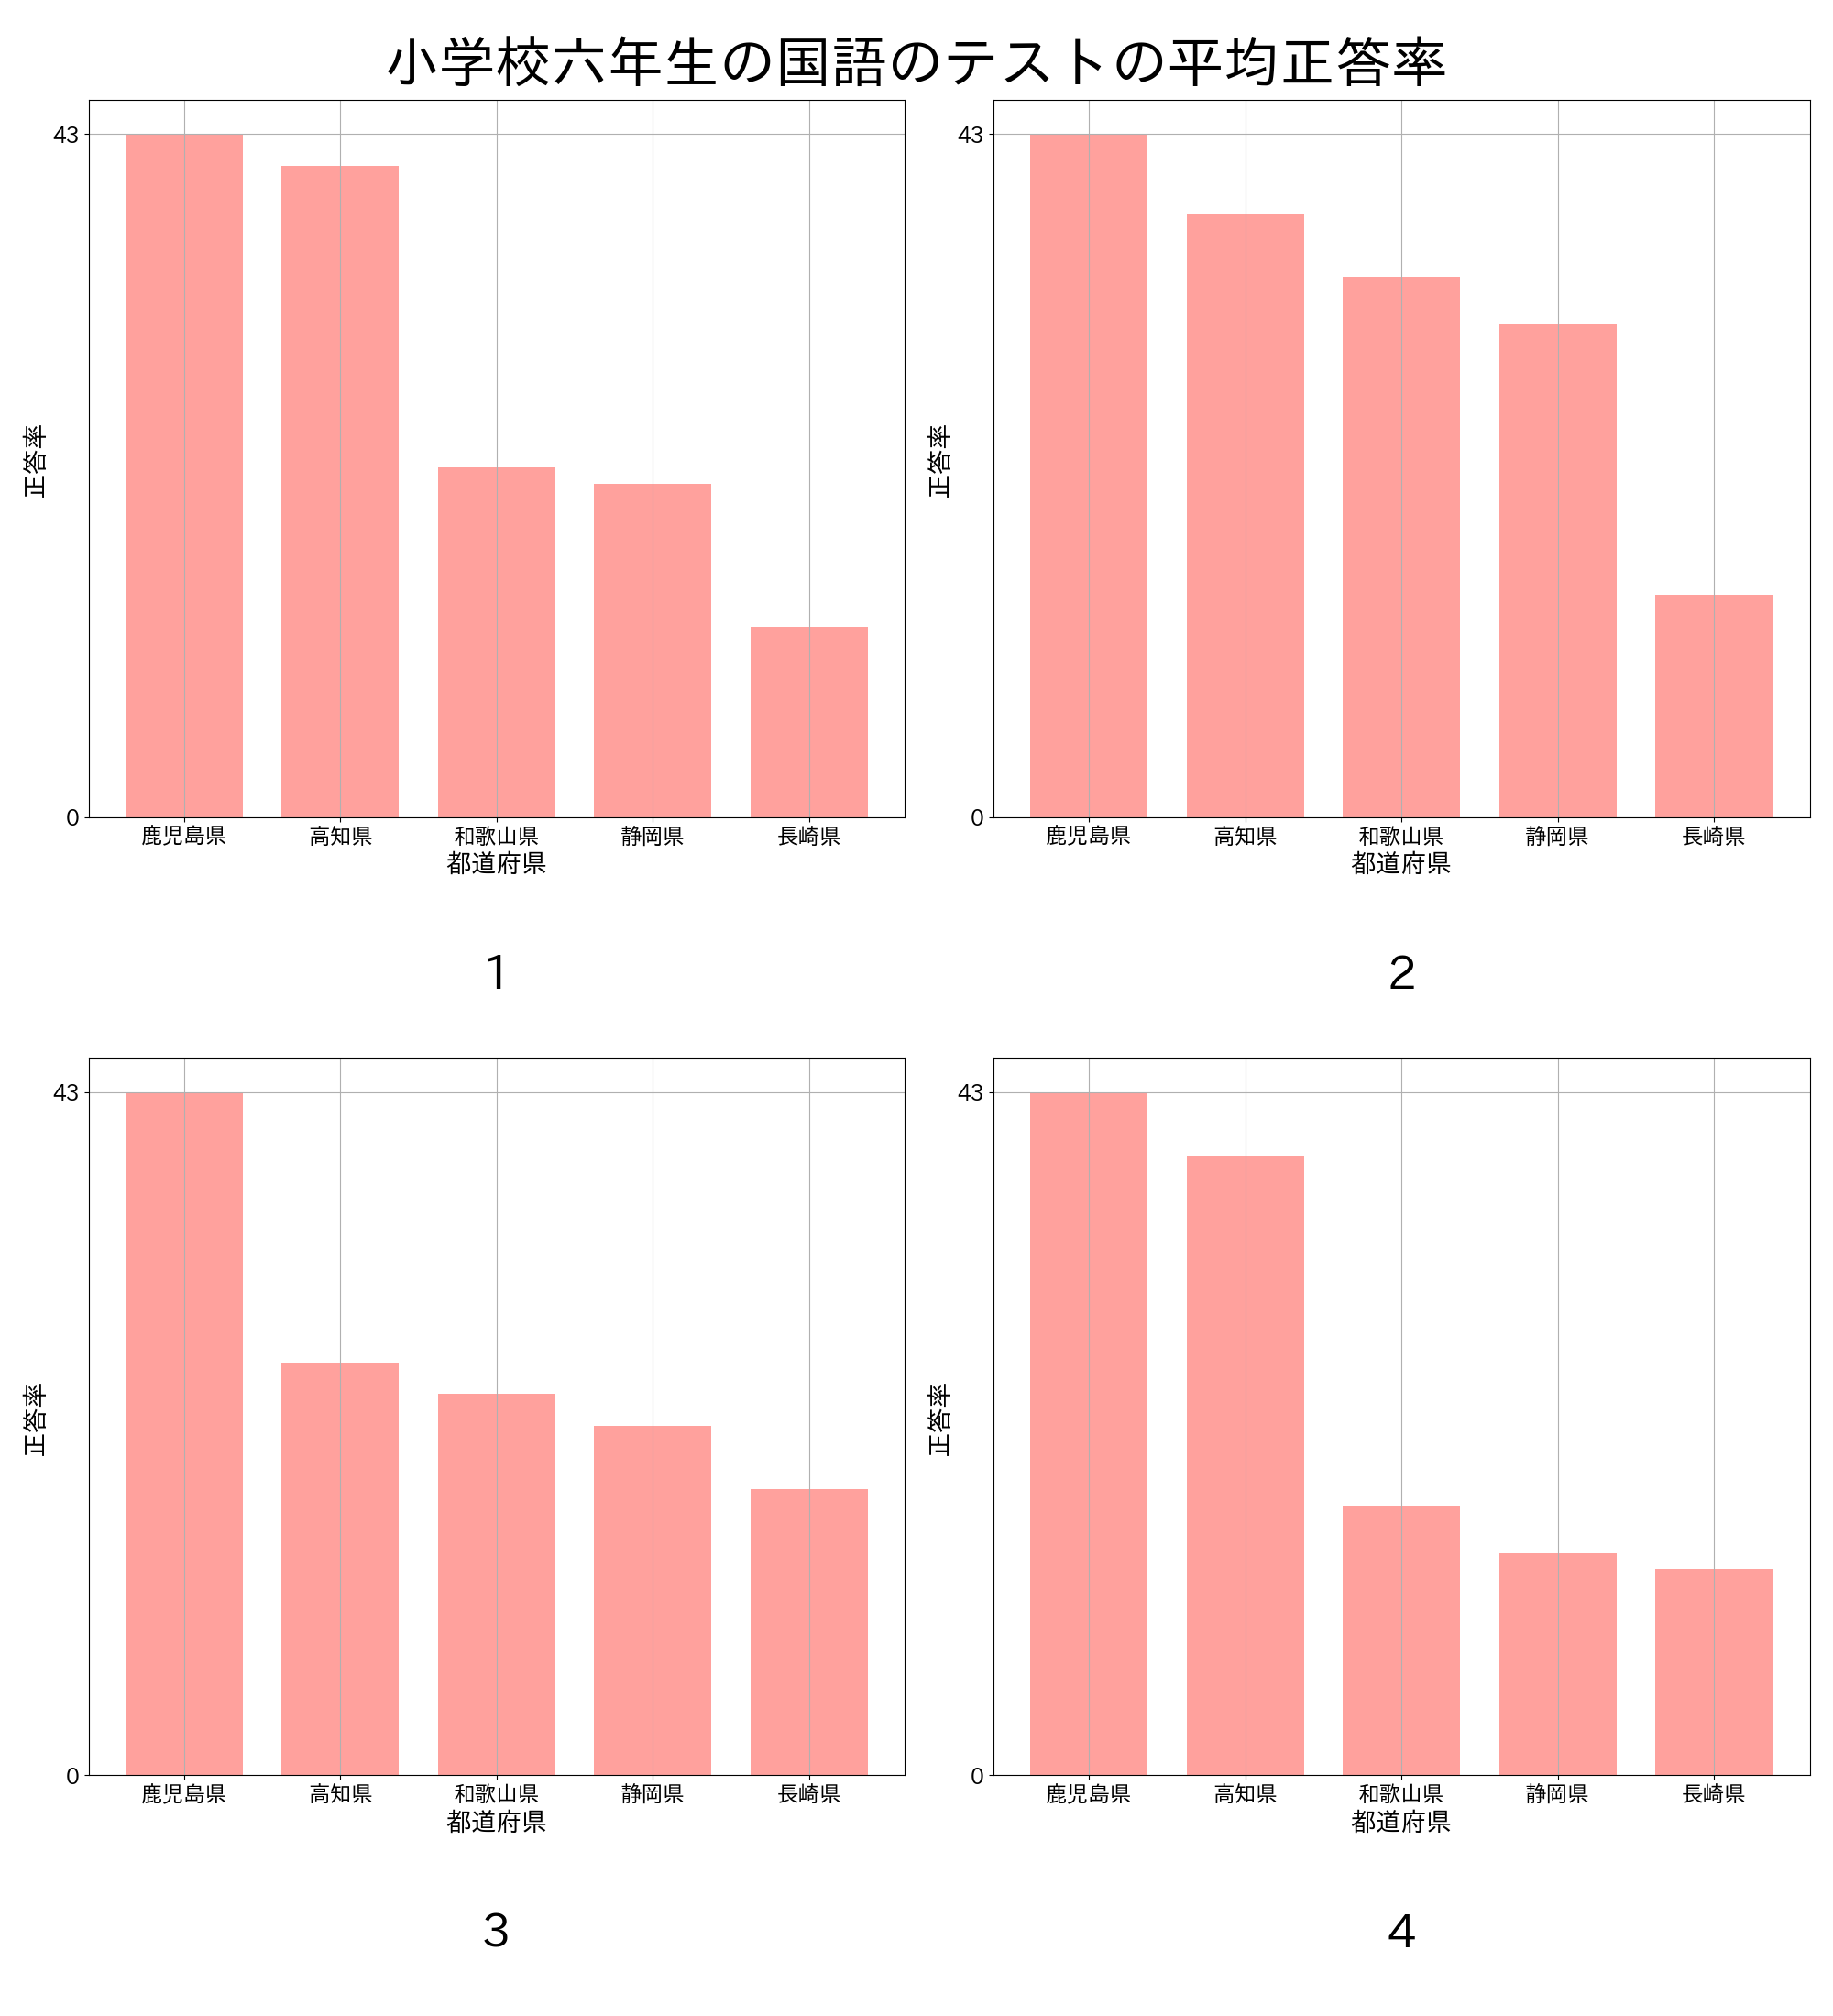 小学校六年生の国語のテストの平均正答率
43
0
正答率
鹿児島県 高知県 和歌山県 静岡県 長崎県
都道府県
1
43
0
正答率
鹿児島県 高知県 和歌山県 静岡県 長崎県
都道府県
2
43
0
正答率
鹿児島県 高知県 和歌山県 静岡県 長崎県
都道府県
3
43
0
正答率
鹿児島県 高知県 和歌山県 静岡県 長崎県
都道府県
4